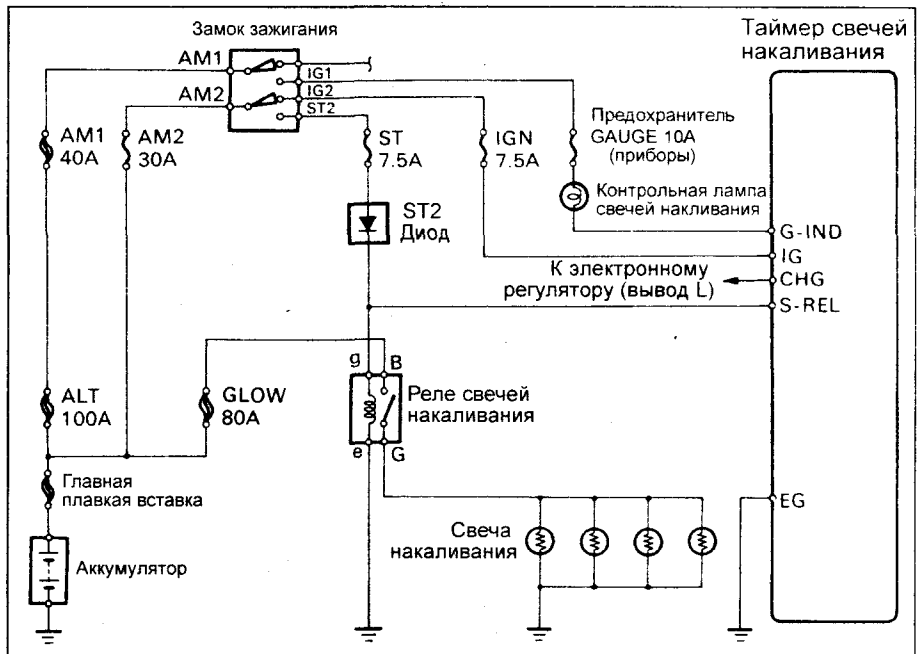 Замок зажигания
Таймер свечей
накаливания
AM1
AM2
IG1
IG2
ST2
AM1
40A
AM2
30A
ST
7.5A
IGN
7.5A
Предохранитель
GAUGE 10A
(приборы)
Контрольная лампа
свечей накливания
ST2
Диод
G-IND
IG
CHG
S-REL
К электронному
регулятору (вывод L)
g
B
ALT
100A
GLOW
80A
Реле свечей
накаливания
e
G
Главная
плавкая вставка
EG
Свеча
накаливания
Аккумулятор